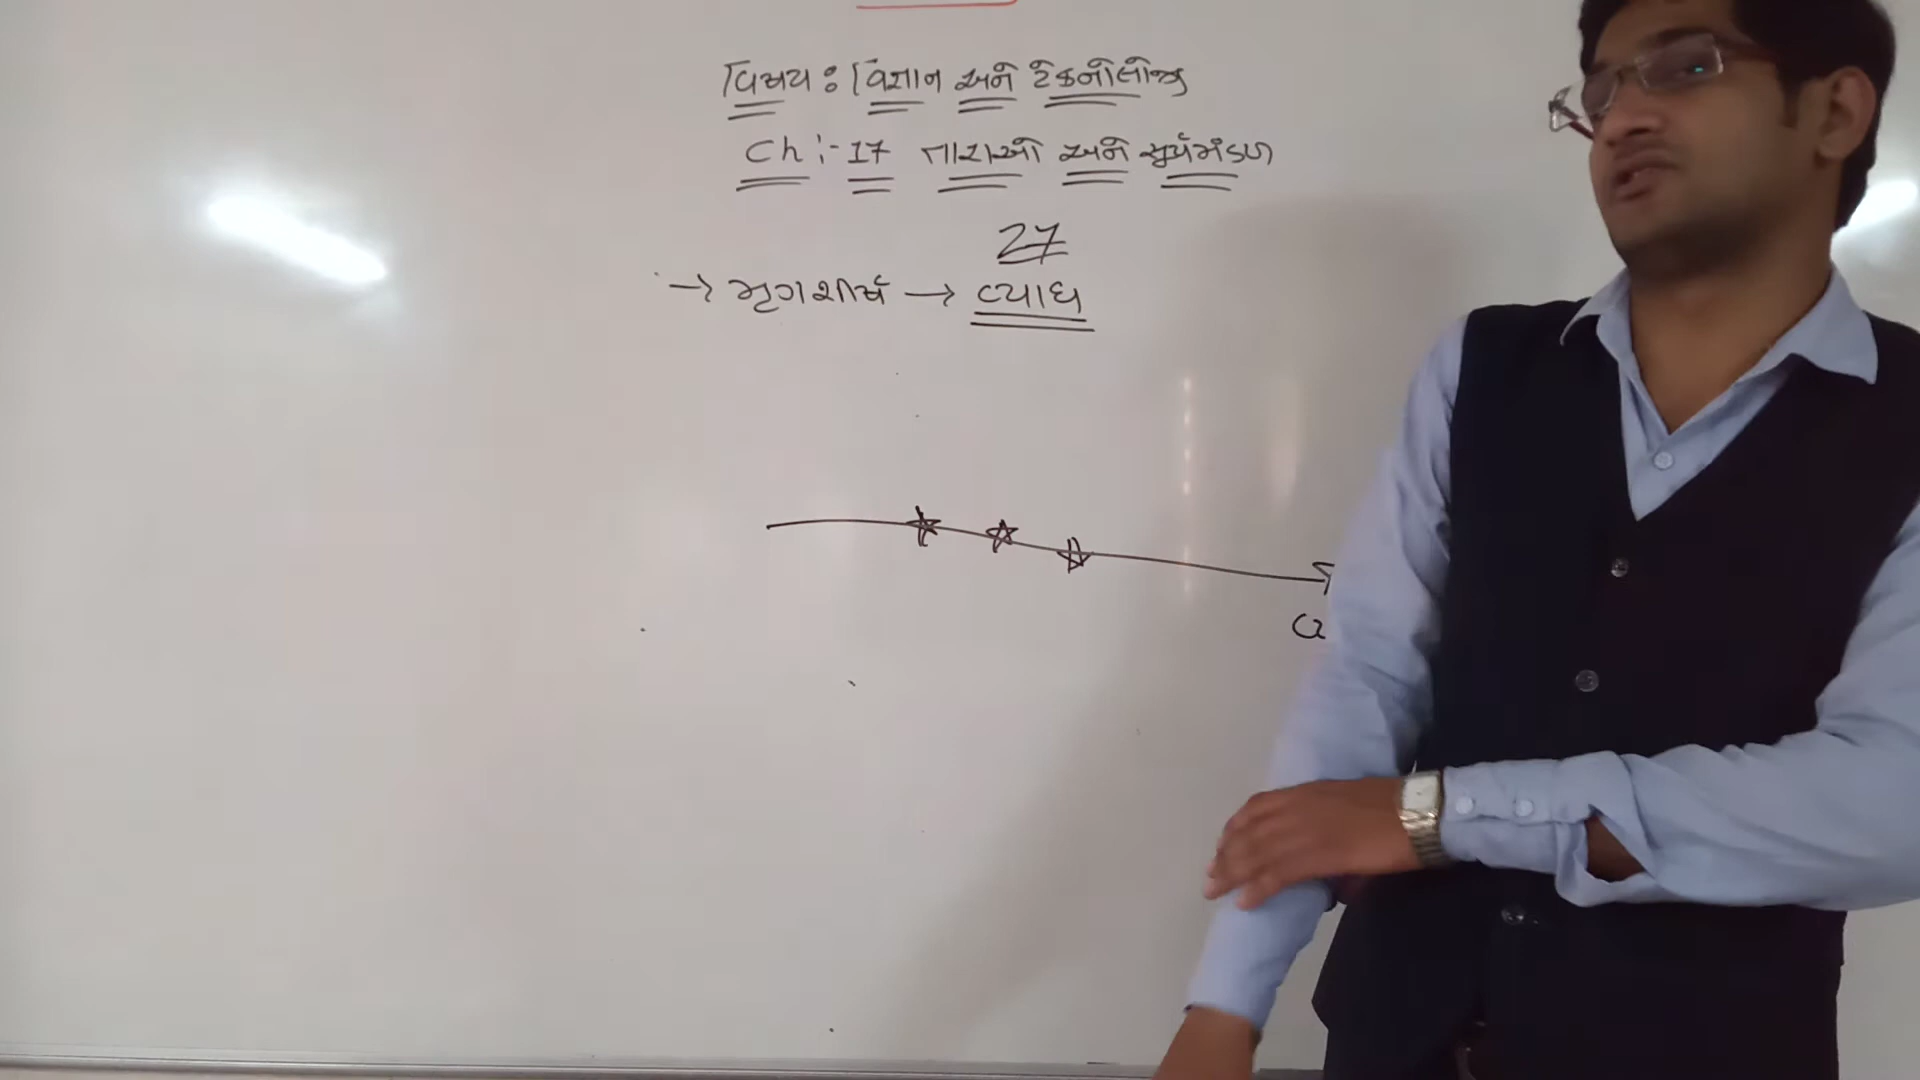 વિષય : વિજ્ઞાન અને ટેકનોલોજી
Ch :- 17 તારાઓ અને સૂર્યમંડળ
27
→ મૃગશીર્ષ → વ્યાધ